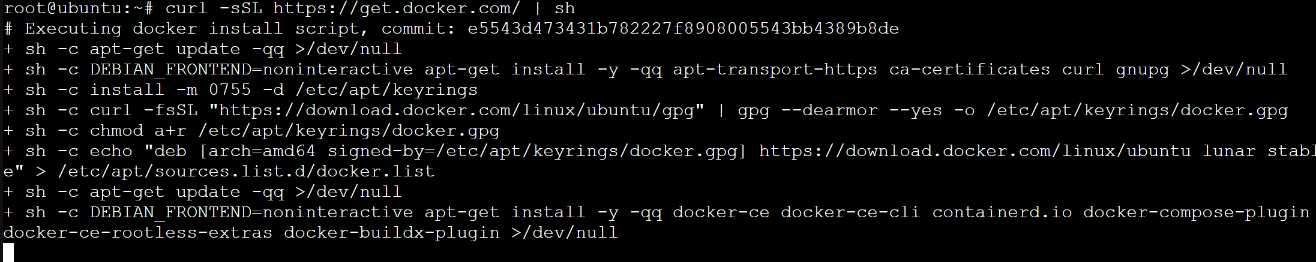 root@ubuntu:~# curl -sSL https://get.docker.com/ | sh
# Executing docker install script, commit: e5543d473431b782227f8908005543bb4389b8de
+ sh -c apt-get update -qq >/dev/null
+ sh -c DEBIAN_FRONTEND=noninteractive apt-get install -y -qq apt-transport-https ca-certificates curl gnupg >/dev/null
+ sh -c install -m 0755 -d /etc/apt/keyrings
+ sh -c curl -fsSL "https://download.docker.com/linux/ubuntu/gpg" | gpg --dearmor --yes -o /etc/apt/keyrings/docker.gpg
+ sh -c chmod a+r /etc/apt/keyrings/docker.gpg
+ sh -c echo "deb [arch=amd64 signed-by=/etc/apt/keyrings/docker.gpg] https://download.docker.com/linux/ubuntu lunar stabl
e" > /etc/apt/sources.list.d/docker.list
+ sh -c apt-get update -qq >/dev/null
+ sh -c DEBIAN_FRONTEND=noninteractive apt-get install -y -qq docker-ce docker-ce-cli containerd.io docker-compose-plugin
docker-ce-rootless-extras docker-buildx-plugin >/dev/null